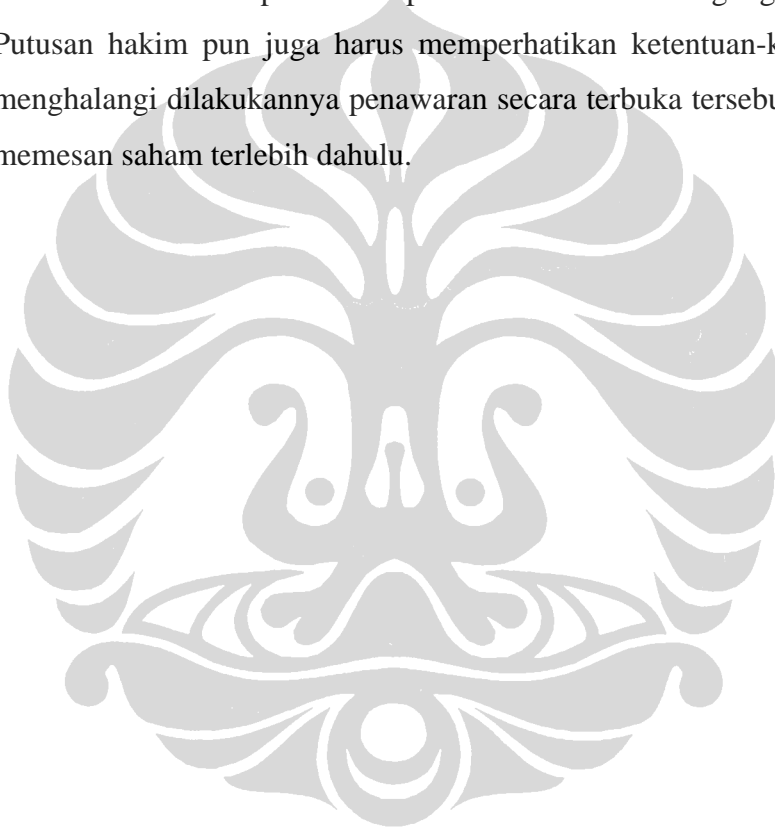 Putusan hakim pun juga harus memperhatikan ketentuan-k
menghalangi dilakukannya penawaran secara terbuka tersebu
memesan saham terlebih dahulu.